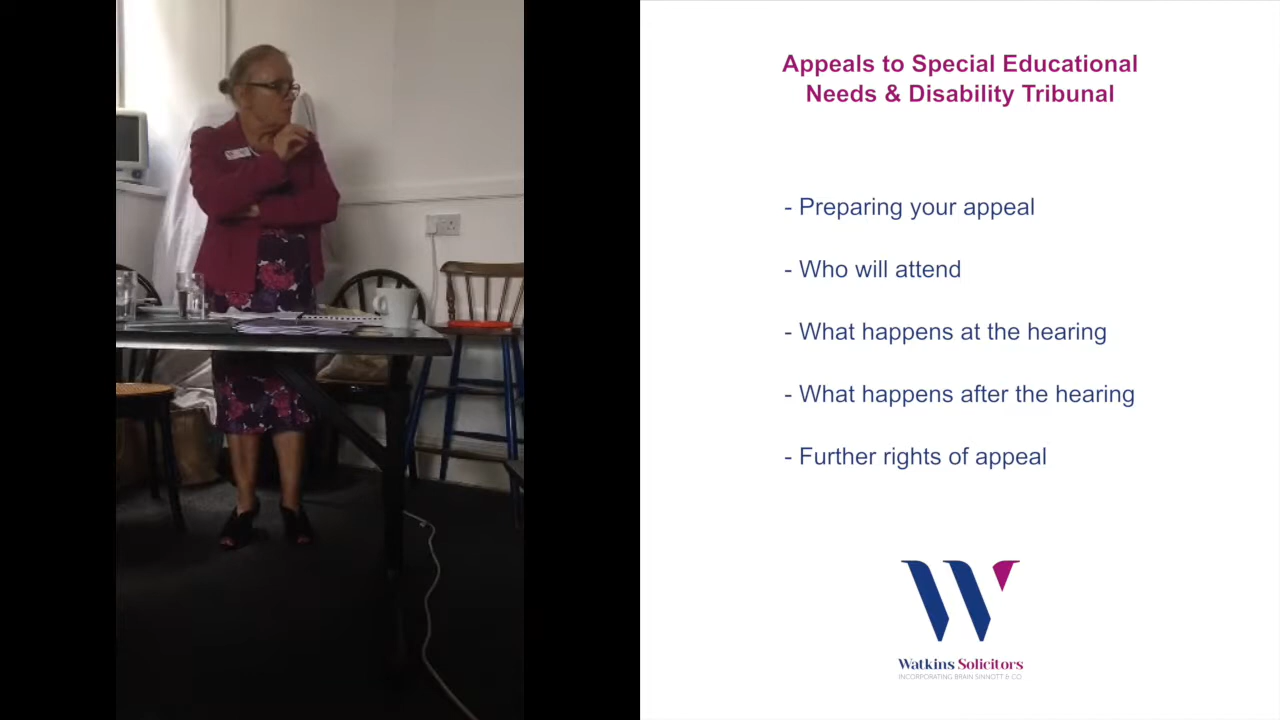 Appeals to Special Educational
Needs & Disability Tribunal
- Preparing your appeal
- Who will attend
- What happens at the hearing
- What happens after the hearing
- Further rights of appeal
W
Watkins Solicitors
INCORPORATING BRAIN SINNOTT & CO